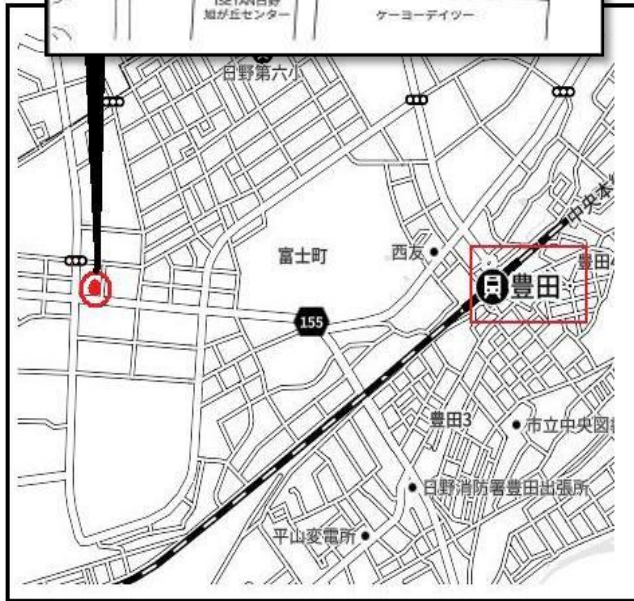 ISETAN日野
旭が丘センター
ケーヨーデイツー
日野第六小
中央本
富士町
西友
豊田
豊田
155
豊田3
市立中央図
日野消防署豊田出張所
平山変電所